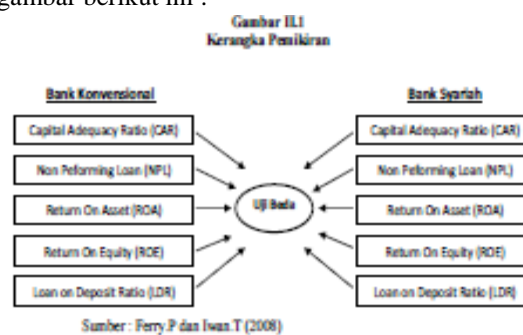 gambar berikut ini :
Gambar II.1
Kerangka Pemikiran
Bank Konvensional
Bank Syariah
Capital Adequacy Ratio (CAR)
Capital Adequacy Ratio (CAR)
Non Peforming Loan (NPL)
Non Peforming Loan (NPL)
Return On Asset (ROA)
Uji Beda
Return On Asset (ROA)
Return On Equity (ROE)
Return On Equity (ROE)
Loan on Deposit Ratio (LDR)
Loan on Deposit Ratio (LDR)
Sumber : Ferry.P dan Iwan.T (2008)